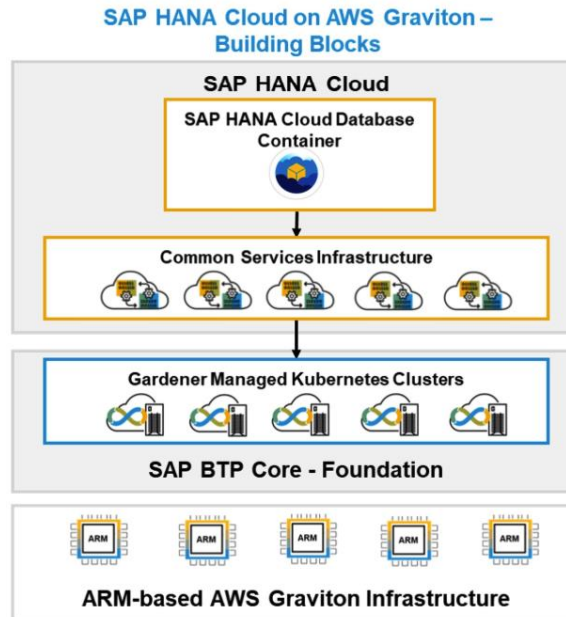 SAP HANA Cloud on AWS Graviton –
Building Blocks
SAP HANA Cloud
SAP HANA Cloud Database
Container
Common Services Infrastructure
Gardener Managed Kubernetes Clusters
SAP BTP Core - Foundation
ARM
ARM
ARM
ARM
ARM
ARM-based AWS Graviton Infrastructure